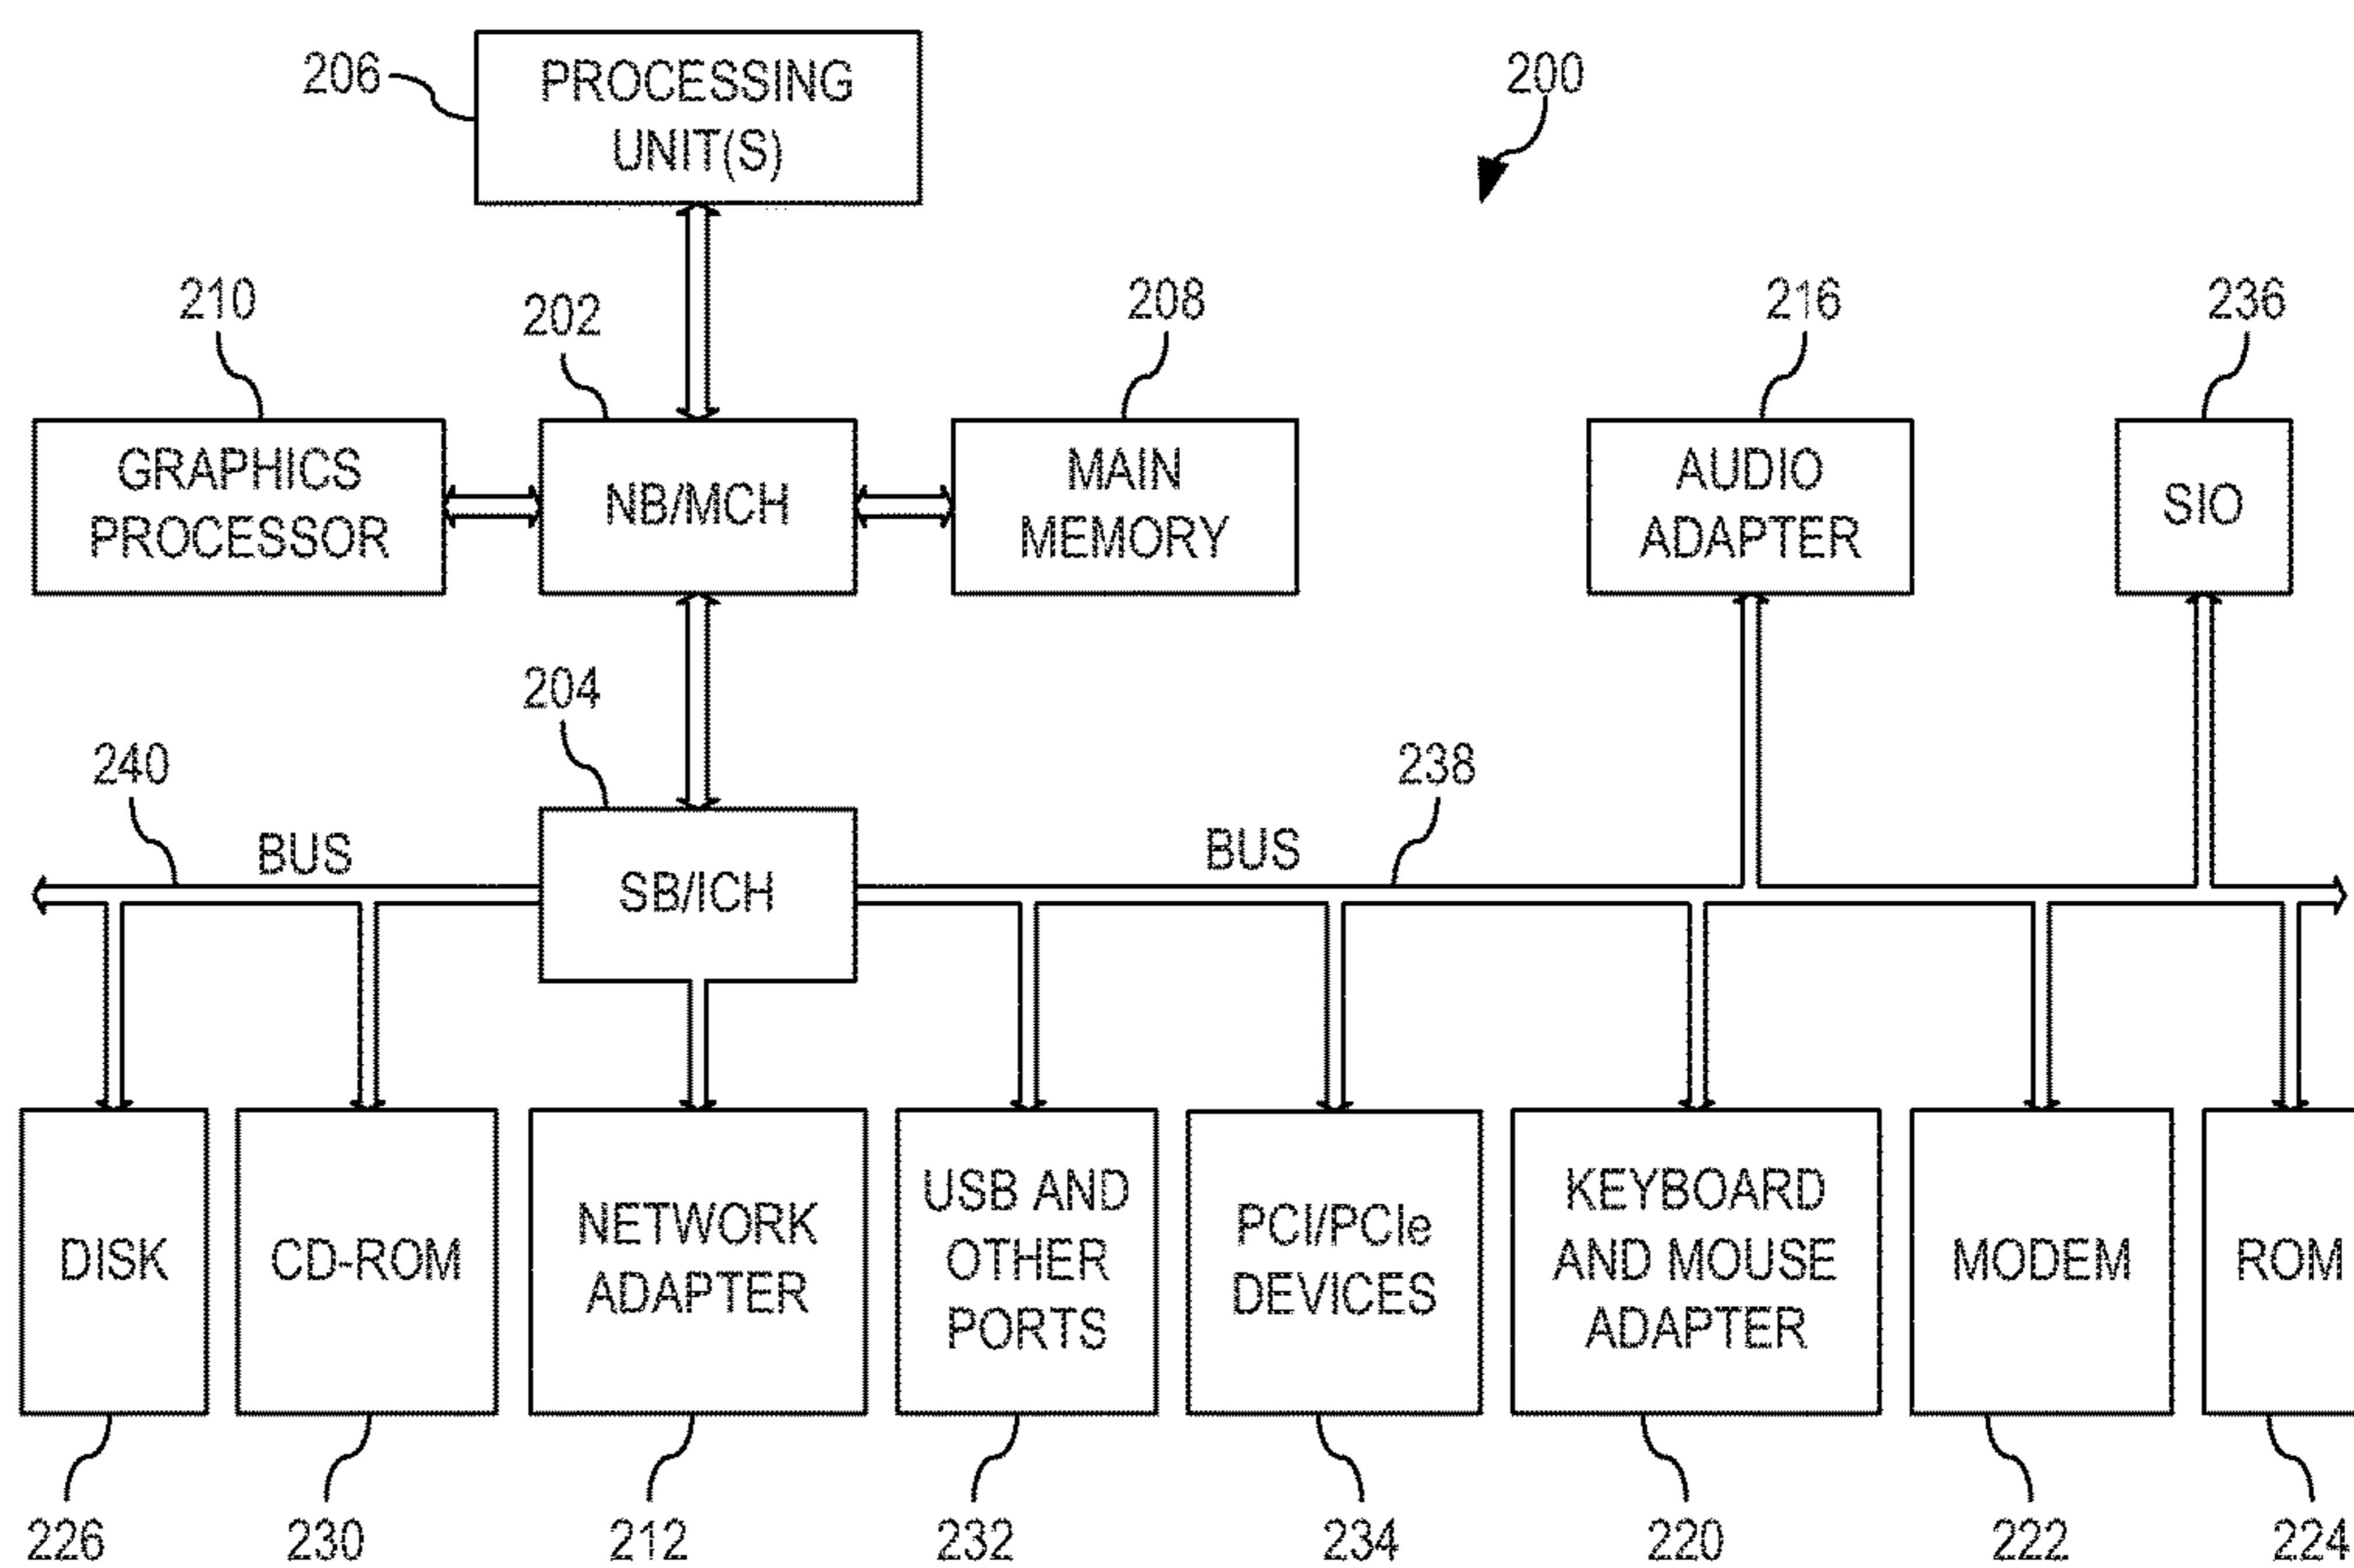 206
PROCESSING
UNIT(S)
200
210
202
208
216
236
GRAPHICS
PROCESSOR
NB/MCH
MAIN
MEMORY
AUDIO
ADAPTER
SIO
204
240
BUS
238
BUS
SB/ICH
DISK
CD-ROM
NETWORK
ADAPTER
USB AND
OTHER
PORTS
PCI/PCIe
DEVICES
KEYBOARD
AND MOUSE
ADAPTER
MODEM
ROM
226
230
212
232
234
220
222
224